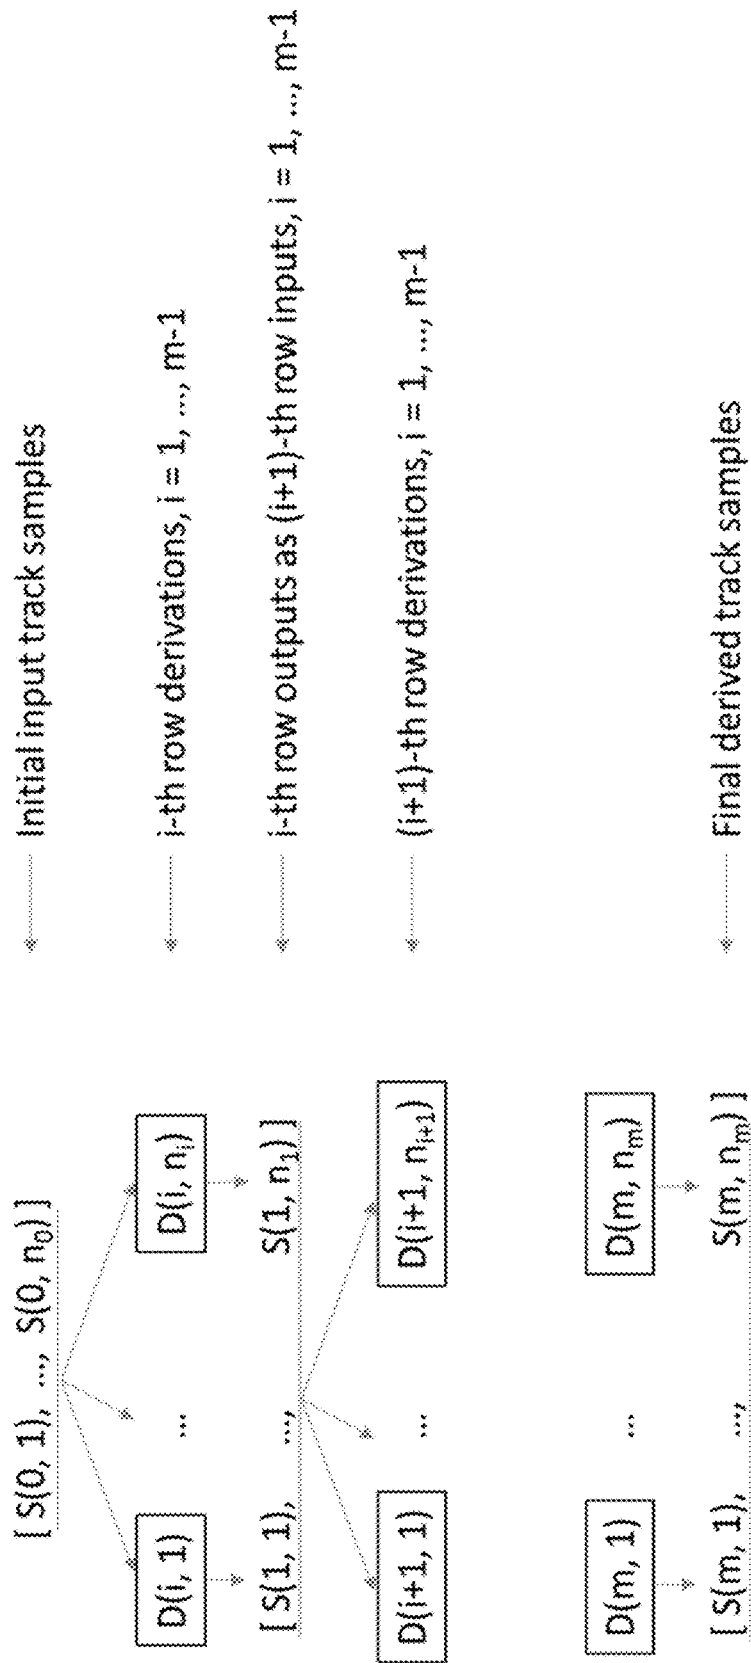 [ S(0, 1), ..., S(0, n₀) ] Initial input track samples
D(i, 1) ... D(i, nᵢ) i-th row derivations, i = 1, ..., m-1
[ S(1, 1), ..., S(1, n₁) ] i-th row outputs as (i+1)-th row inputs, i = 1, ..., m-1
D(i+1, 1) ... D(i+1, nᵢ₊₁) (i+1)-th row derivations, i = 1, ..., m-1
D(m, 1) ... D(m, nₘ)
[ S(m, 1), ..., S(m, nₘ) ] Final derived track samples